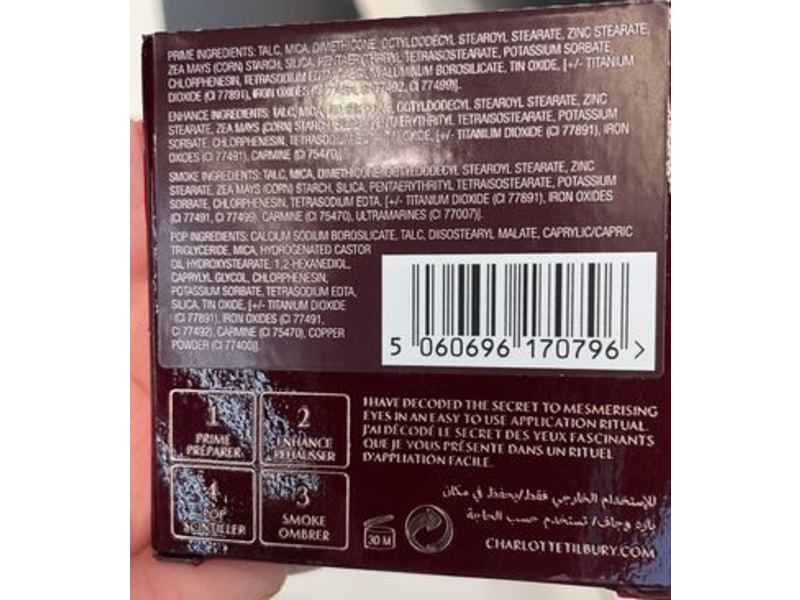 PRIME INGREDIENTS: TALC, MICA, DIMETHICONE, OCTYLDODECYL STEAROYL STEARATE, ZINC STEARATE,
ZEA MAYS (CORN) STARCH, SILICA, PENTAERYTHRITYL TETRAISOSTEARATE, POTASSIUM SORBATE,
CHLORPHENESIN, TETRASODIUM EDTA, ALUMINUM BOROSILICATE, TIN OXIDE, [+/- TITANIUM
DIOXIDE (CI 77891), IRON OXIDES 77492, CI 77499)].
ENHANCE INGREDIENTS: TALC, MICA, OCTYLDODECYL STEAROYL STEARATE, ZINC
STEARATE, ZEA MAYS (CORN) STARCH, TETRAISOSTEARATE, POTASSIUM
SORBATE, CHLORPHENESIN, TETRASODIUM OXIDE, [+/- TITANIUM DIOXIDE (CI 77891), IRON
OXIDES (CI 77491), CARMINE (CI 75470)].
SMOKE INGREDIENTS: TALC, MICA, DIMETHICONE, OCTYLDODECYL STEAROYL STEARATE, ZINC
STEARATE, ZEA MAYS (CORN) STARCH, SILICA, PENTAERYTHRITYL TETRAISOSTEARATE, POTASSIUM
SORBATE, CHLORPHENESIN, TETRASODIUM EDTA, [+/- TITANIUM DIOXIDE (CI 77891), IRON OXIDES
(CI 77491, CI 77499, CARMINE (CI 75470), ULTRAMARINES (CI 77007)].
POP INGREDIENTS: CALCIUM SODIUM BOROSILICATE, TALC, DIISOSTEARYL MALATE, CAPRYLIC/CAPRIC
TRIGLYCERIDE, MICA, HYDROGENATED CASTOR
OIL HYDROXYSTEARATE, 1,2-HEXANEDIOL,
CAPRYLYL GLYCOL, CHLORPHENESIN,
POTASSIUM SORBATE, TETRASODIUM EDTA,
SILICA, TIN OXIDE, [+/- TITANIUM DIOXIDE
(CI 77891), IRON OXIDES (CI 77491,
CI 77492), CARMINE (CI 75470), COPPER
POWDER (CI 77400)].
5 060696 170796 >
1
PRIME
PRÉPARER
2
ENHANCE
REHAUSSER
4
POP
SCINTILLER
3
SMOKE
OMBRER
I HAVE DECODED THE SECRET TO MESMERISING
EYES IN AN EASY TO USE APPLICATION RITUAL.
J'AI DÉCODÉ LE SECRET DES YEUX FASCINANTS
QUE JE VOUS PRÉSENTE DANS UN RITUEL
D'APPLIATION FACILE.
للإستخدام الخارجي فقط/يحفظ في مكان
بارد وجاف/ تستخدم حسب الحاجة
30 M
CHARLOTTETILBURY.COM